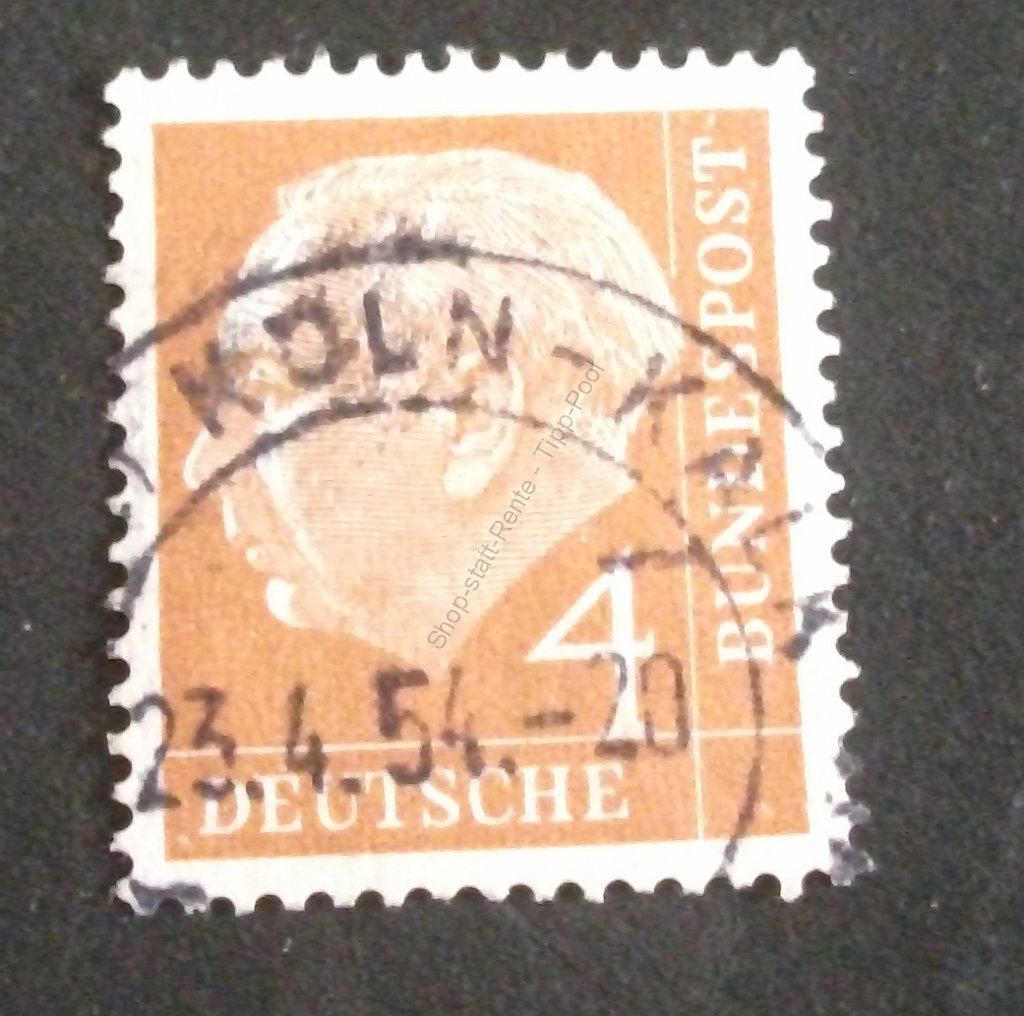 KÖLN
BUNDESPOST
Shop-statt-Rente - Tipp-Pool
4
23.4.54.-20
DEUTSCHE